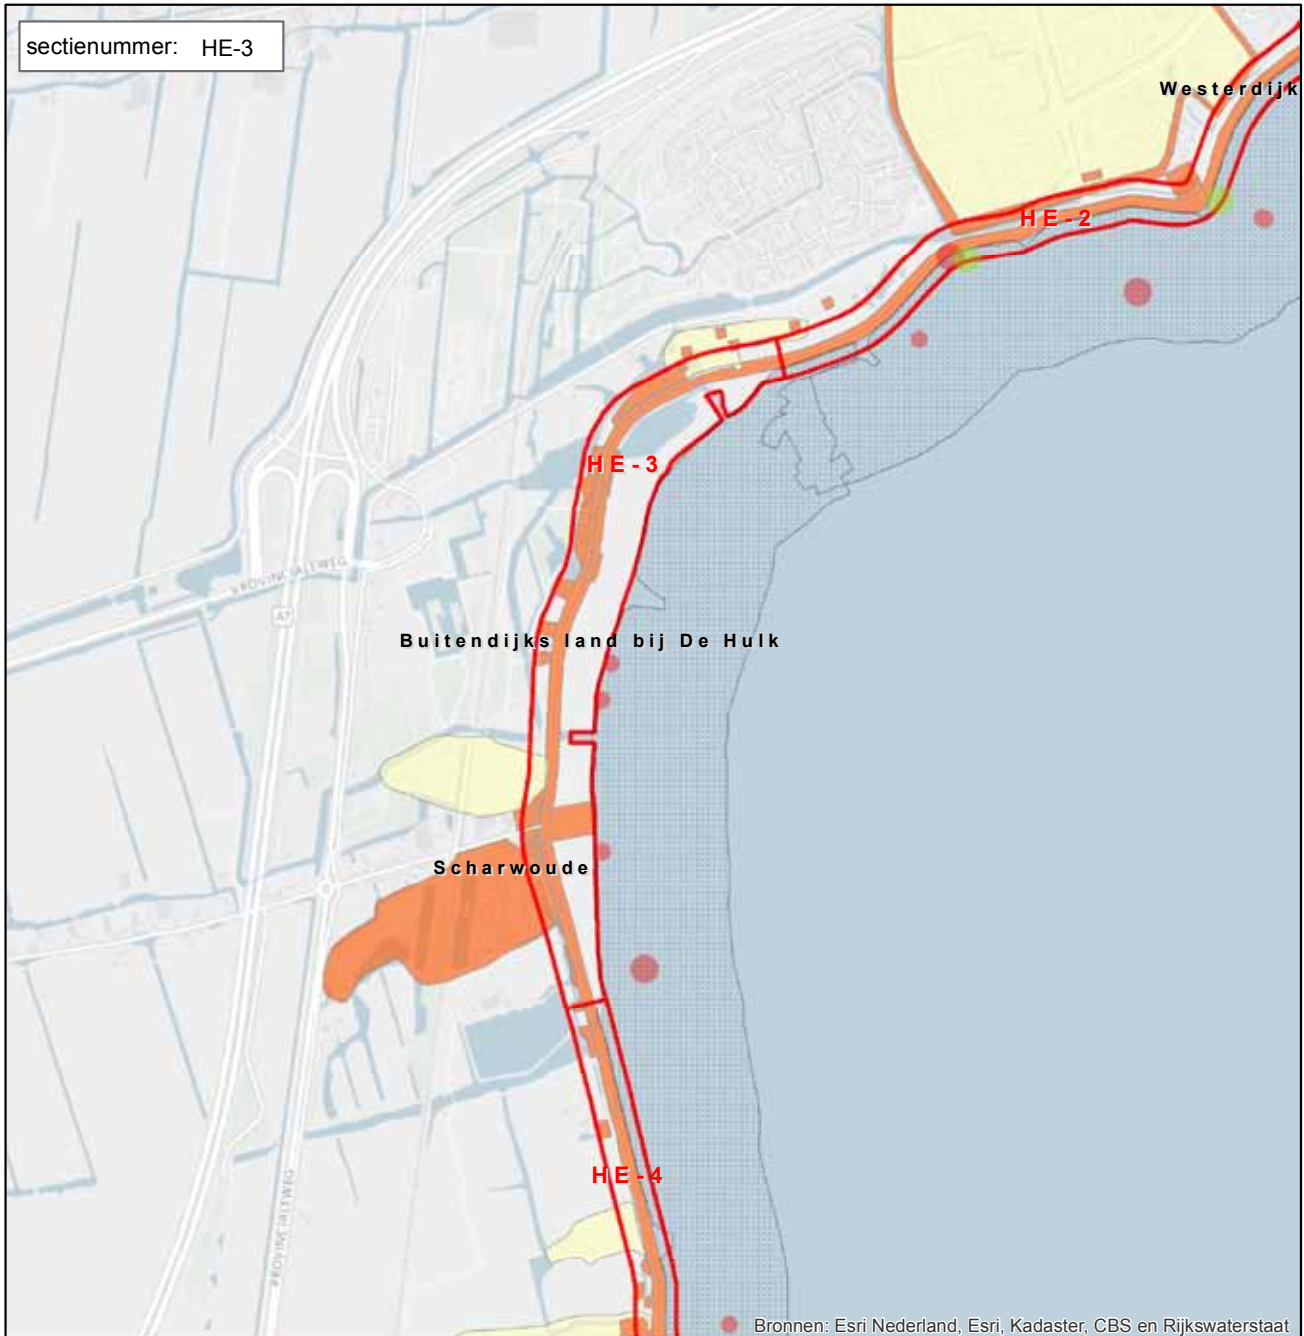 sectienummer: HE-3
Westerdijk
HE-2
HE-3
PROVINCIALEWEG
A7
Buitendijks land bij De Hulk
Scharwoude
HE-4
PROVINCIALEWEG
Bronnen: Esri Nederland, Esri, Kadaster, CBS en Rijkswaterstaat